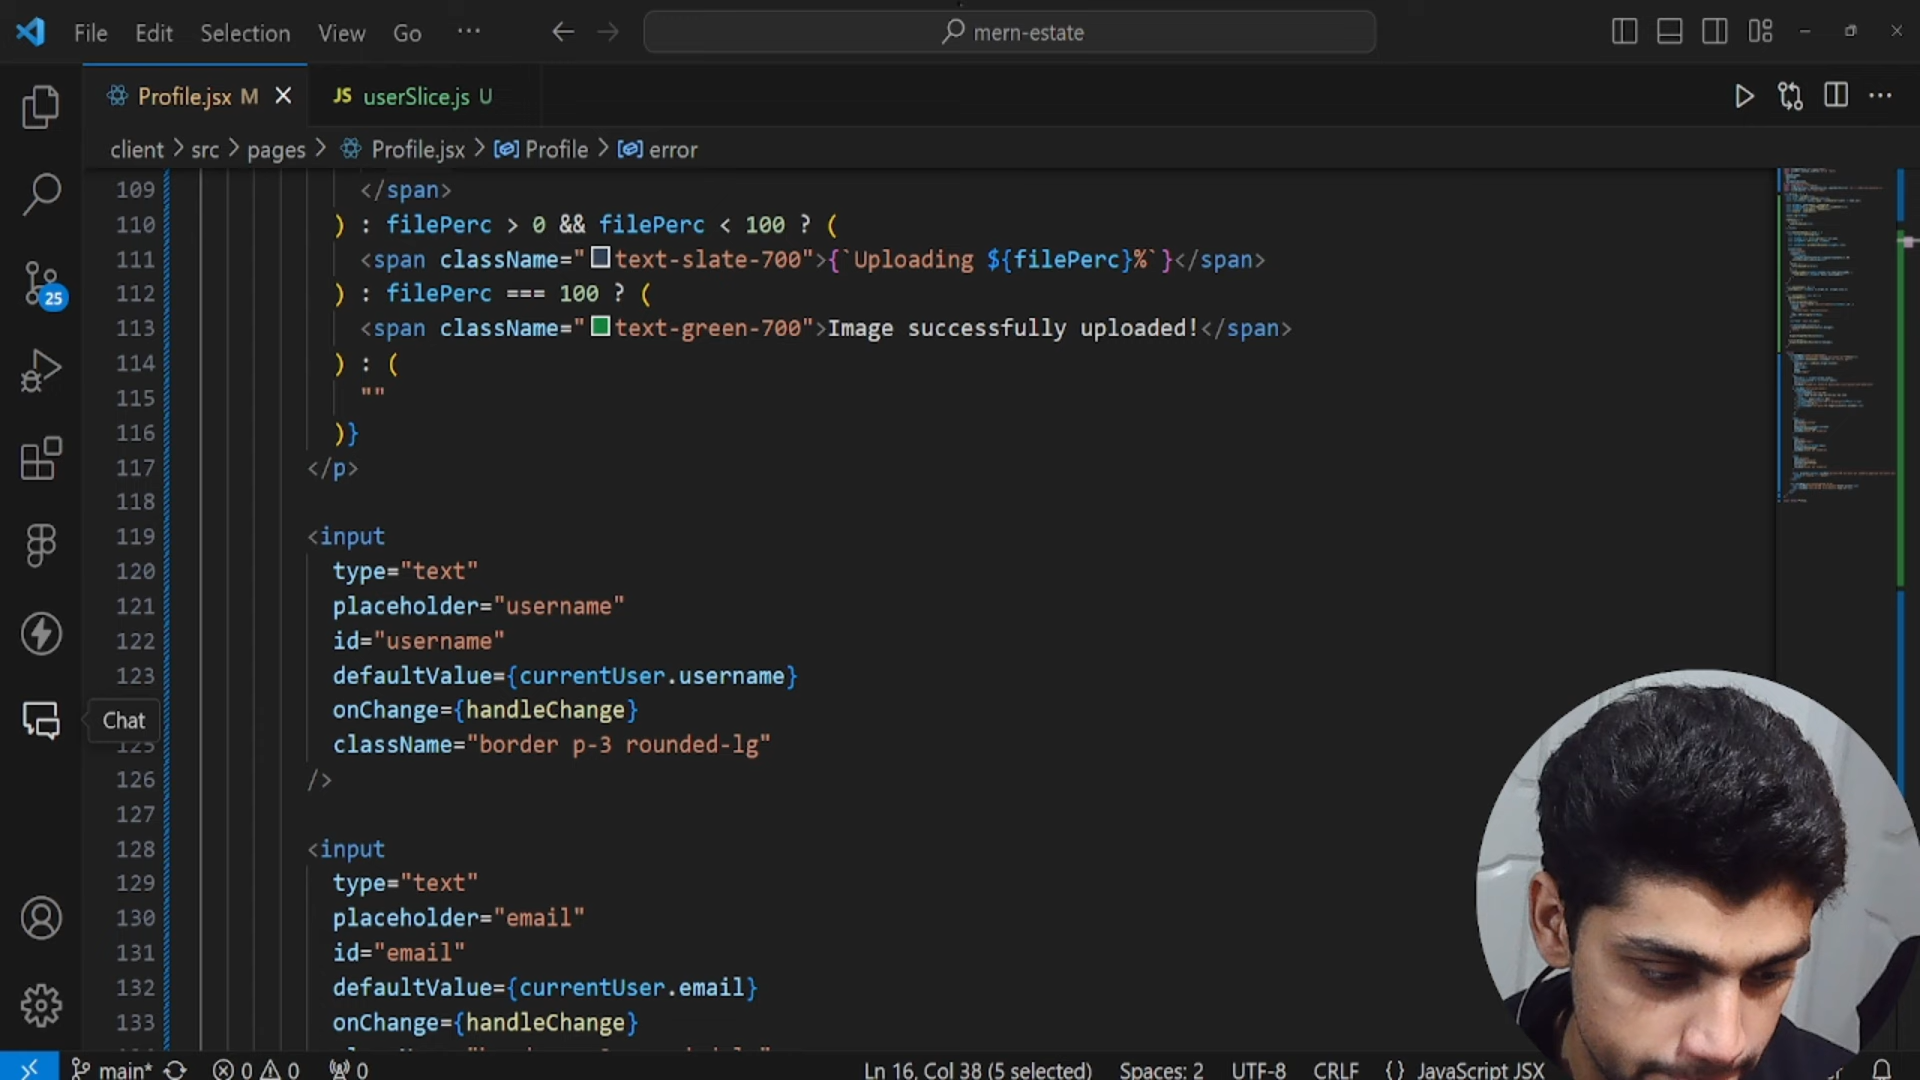 File Edit Selection View Go ··· mern-estate
Profile.jsx M
JS userSlice.js U
client > src > pages > Profile.jsx > Profile > error
109 </span>
110 ) : filePerc > 0 && filePerc < 100 ? (
111 <span className="text-slate-700">{`Uploading ${filePerc}%`}</span>
112 ) : filePerc === 100 ? (
113 <span className="text-green-700">Image successfully uploaded!</span>
114 ) : (
115 ""
116 )}
117 </p>
118
119 <input
120 type="text"
121 placeholder="username"
122 id="username"
123 defaultValue={currentUser.username}
onChange={handleChange}
125 className="border p-3 rounded-lg"
126 />
127
128 <input
129 type="text"
130 placeholder="email"
131 id="email"
132 defaultValue={currentUser.email}
133 onChange={handleChange}
25
Chat
main* 0 0 0 Ln 16, Col 38 (5 selected) Spaces: 2 UTF-8 CRLF {} JavaScript JSX